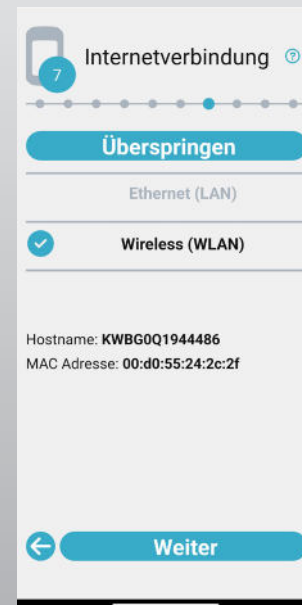 7
Internetverbindung ?
Überspringen
Ethernet (LAN)
Wireless (WLAN)
Hostname: KWBG0Q1944486
MAC Adresse: 00:d0:55:24:2c:2f
Weiter